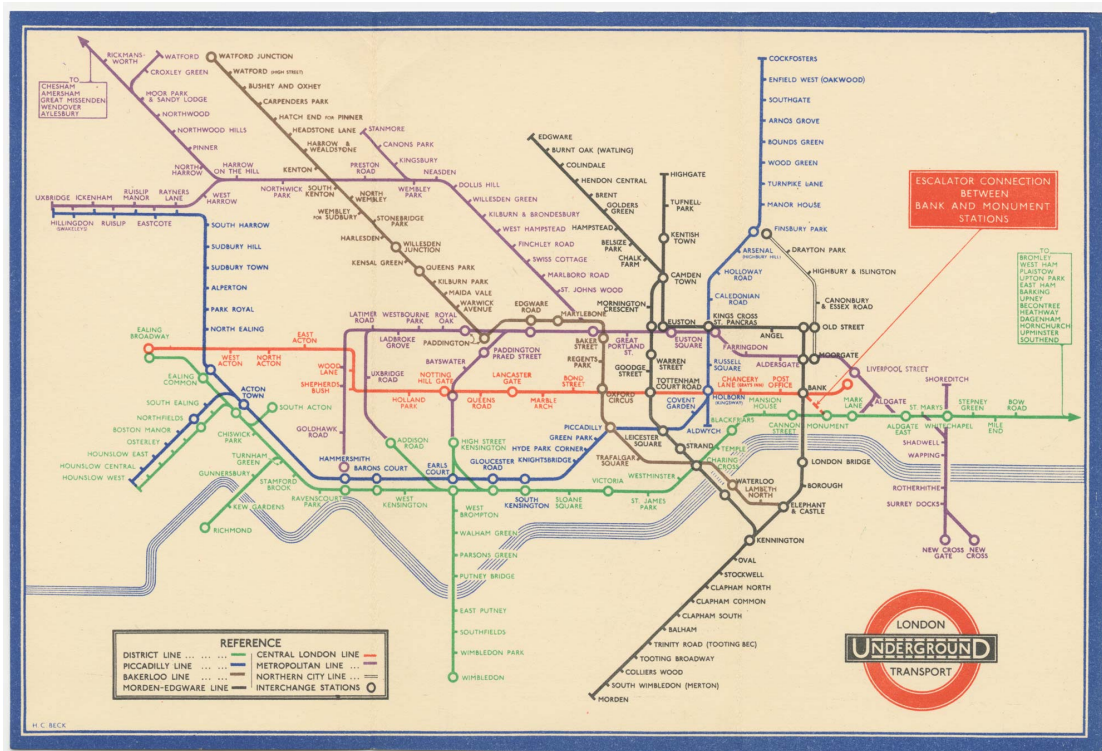 RICKMANS-
WORTH
WATFORD
CROXLEY GREEN
TO
CHESHAM
AMERSHAM
GREAT MISSENDEN
WENDOVER
AYLESBURY
MOOR PARK
& SANDY LODGE
NORTHWOOD
NORTHWOOD HILLS
PINNER
NORTH
HARROW
HARROW
ON THE HILL
WEST
HARROW
RAYNERS
LANE
RUISLIP
MANOR
ICKENHAM
UXBRIDGE
HILLINGDON
(SWAKELEYS)
RUISLIP
EASTCOTE
NORTHWICK
PARK
PRESTON
ROAD
WEMBLEY
PARK
STANMORE
CANONS PARK
KINGSBURY
NEASDEN
DOLLIS HILL
WILLESDEN GREEN
KILBURN & BRONDESBURY
WEST HAMPSTEAD
FINCHLEY ROAD
SWISS COTTAGE
MARLBORO ROAD
ST. JOHNS WOOD
WATFORD JUNCTION
WATFORD (HIGH STREET)
BUSHEY AND OXHEY
CARPENDERS PARK
HATCH END FOR PINNER
HEADSTONE LANE
HARROW &
WEALDSTONE
KENTON
SOUTH
KENTON
NORTH
WEMBLEY
WEMBLEY
FOR SUDBURY
STONEBRIDGE
PARK
HARLESDEN
WILLESDEN
JUNCTION
KENSAL GREEN
QUEENS PARK
KILBURN PARK
MAIDA VALE
WARWICK
AVENUE
PADDINGTON
EDGWARE
ROAD
MARYLEBONE
BAKER
STREET
REGENTS
PARK
OXFORD
CIRCUS
PICCADILLY
TRAFALGAR
SQUARE
WATERLOO
LAMBETH
NORTH
ELEPHANT
& CASTLE
SOUTH HARROW
SUDBURY HILL
SUDBURY TOWN
ALPERTON
PARK ROYAL
NORTH EALING
EALING
BROADWAY
EALING
COMMON
WEST
ACTON
NORTH
ACTON
EAST
ACTON
WOOD
LANE
SHEPHERDS
BUSH
HOLLAND
PARK
NOTTING
HILL GATE
QUEENS
ROAD
LANCASTER
GATE
MARBLE
ARCH
BOND
STREET
LATIMER
ROAD
LADBROKE
GROVE
WESTBOURNE
PARK
ROYAL
OAK
BAYSWATER
PADDINGTON
PRAED STREET
UXBRIDGE
ROAD
GOLDHAWK
ROAD
HAMMERSMITH
ADDISON
ROAD
HIGH STREET
KENSINGTON
ACTON
TOWN
SOUTH ACTON
SOUTH EALING
NORTHFIELDS
BOSTON MANOR
OSTERLEY
HOUNSLOW EAST
HOUNSLOW CENTRAL
HOUNSLOW WEST
CHISWICK
PARK
TURNHAM
GREEN
GUNNERSBURY
KEW GARDENS
RICHMOND
STAMFORD
BROOK
RAVENSCOURT
PARK
BARONS COURT
WEST
KENSINGTON
EARLS
COURT
GLOUCESTER
ROAD
SOUTH
KENSINGTON
KNIGHTSBRIDGE
HYDE PARK CORNER
GREEN PARK
SLOANE
SQUARE
VICTORIA
ST. JAMES
PARK
WESTMINSTER
CHARING
CROSS
TEMPLE
BLACKFRIARS
MANSION
HOUSE
CANNON
STREET
MONUMENT
MARK
LANE
ALDGATE
ALDGATE
EAST
ST. MARYS
WHITECHAPEL
STEPNEY
GREEN
MILE
END
BOW
ROAD
WEST
BROMPTON
WALHAM GREEN
PARSONS GREEN
PUTNEY BRIDGE
EAST PUTNEY
SOUTHFIELDS
WIMBLEDON PARK
WIMBLEDON
EDGWARE
BURNT OAK (WATLING)
COLINDALE
HENDON CENTRAL
BRENT
GOLDERS
GREEN
HAMPSTEAD
BELSIZE
PARK
CHALK
FARM
HIGHGATE
TUFNELL
PARK
KENTISH
TOWN
CAMDEN
TOWN
MORNINGTON
CRESCENT
EUSTON
WARREN
STREET
GOODGE
STREET
TOTTENHAM
COURT ROAD
LEICESTER
SQUARE
STRAND
KENNINGTON
OVAL
STOCKWELL
CLAPHAM NORTH
CLAPHAM COMMON
CLAPHAM SOUTH
BALHAM
TRINITY ROAD (TOOTING BEC)
TOOTING BROADWAY
COLLIERS WOOD
SOUTH WIMBLEDON (MERTON)
MORDEN
GREAT
PORTLAND
ST.
EUSTON
SQUARE
KINGS CROSS
ST. PANCRAS
ANGEL
OLD STREET
MOORGATE
FARRINGDON
ALDERSGATE
LIVERPOOL STREET
BANK
LONDON BRIDGE
BOROUGH
COCKFOSTERS
ENFIELD WEST (OAKWOOD)
SOUTHGATE
ARNOS GROVE
BOUNDS GREEN
WOOD GREEN
TURNPIKE LANE
MANOR HOUSE
FINSBURY PARK
ARSENAL
(HIGHBURY HILL)
HOLLOWAY
ROAD
CALEDONIAN
ROAD
RUSSELL
SQUARE
HOLBORN
(KINGSWAY)
COVENT
GARDEN
ALDWYCH
CHANCERY
LANE (GRAYS INN)
POST
OFFICE
DRAYTON PARK
HIGHBURY & ISLINGTON
CANONBURY
& ESSEX ROAD
ESCALATOR CONNECTION
BETWEEN
BANK AND MONUMENT
STATIONS
TO
BROMLEY
WEST HAM
PLAISTOW
UPTON PARK
EAST HAM
BARKING
UPNEY
BECONTREE
HEATHWAY
DAGENHAM
HORNCHURCH
UPMINSTER
SOUTHEND
SHOREDITCH
SHADWELL
WAPPING
ROTHERHITHE
SURREY DOCKS
NEW CROSS
GATE
NEW
CROSS
REFERENCE
DISTRICT LINE ... ... ...
PICCADILLY LINE ... ...
BAKERLOO LINE ... ...
MORDEN-EDGWARE LINE
CENTRAL LONDON LINE
METROPOLITAN LINE ...
NORTHERN CITY LINE ...
INTERCHANGE STATIONS
LONDON
UNDERGROUND
TRANSPORT
H. C. BECK